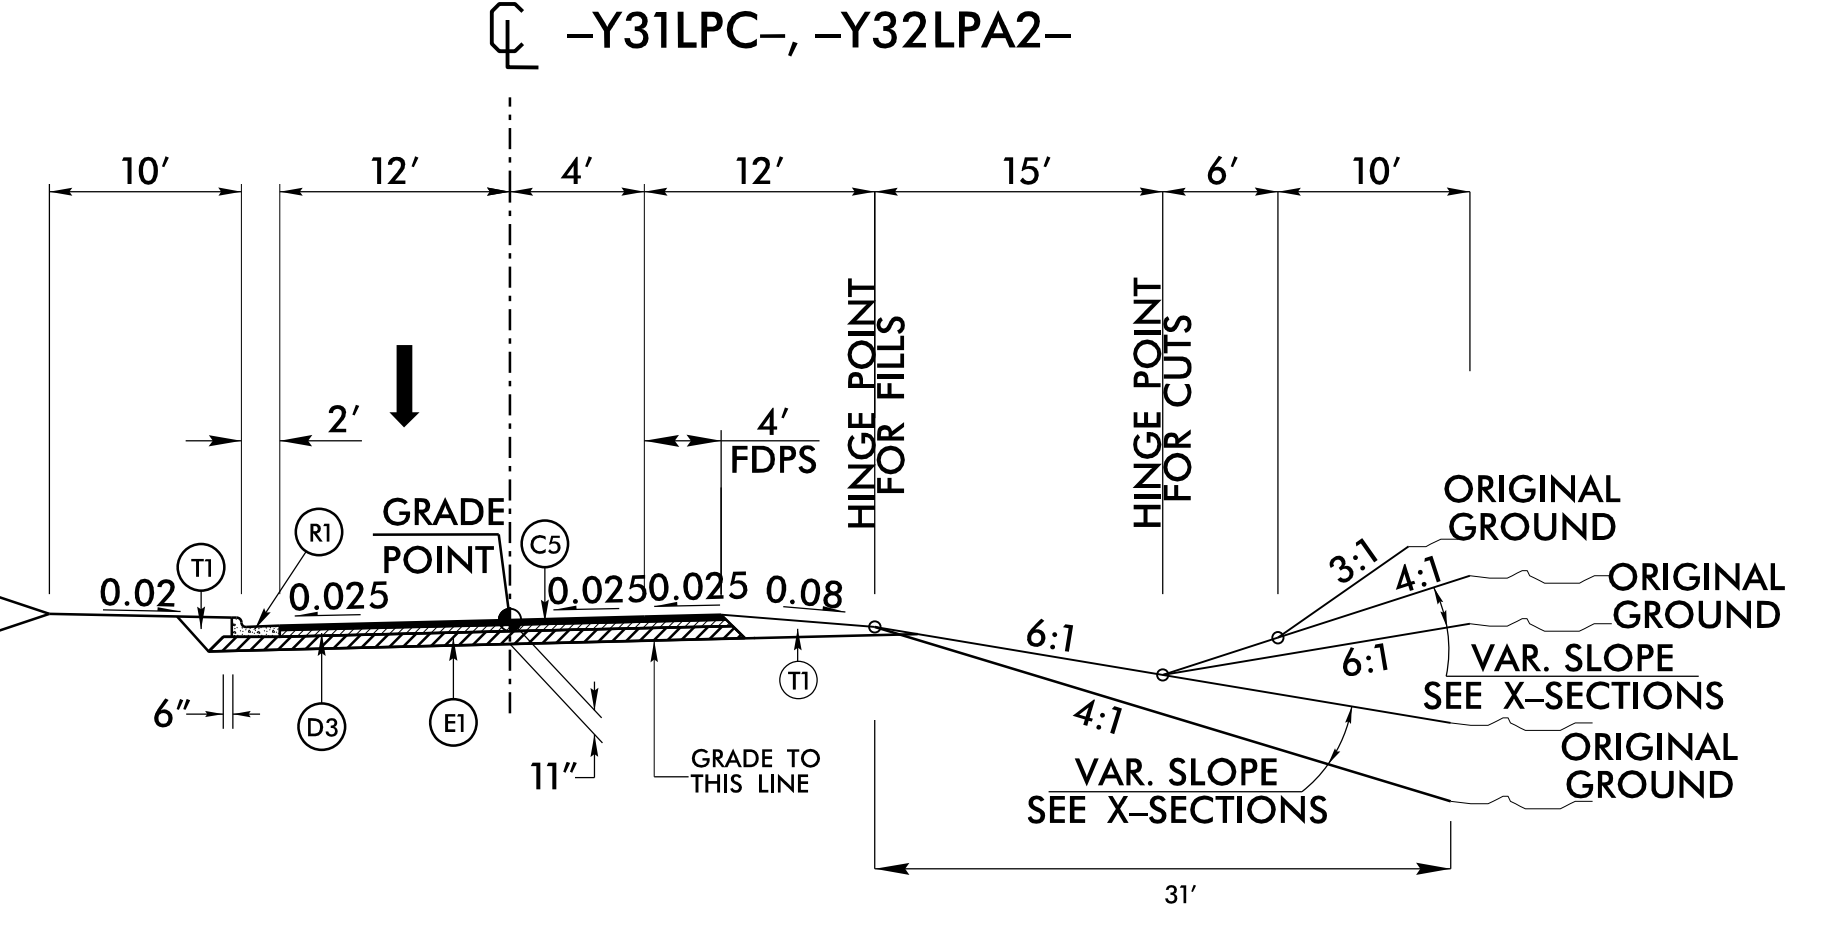 ℄ –Y31LPC–, –Y32LPA2–
10′ 12′ 4′ 12′ 15′ 6′ 10′
HINGE POINT
FOR FILLS
HINGE POINT
FOR CUTS
2′
4′
FDPS
GRADE
POINT
R1
C5
T1
0.02
0.025
0.025
0.025
0.08
ORIGINAL
GROUND
3:1
4:1
ORIGINAL
GROUND
6:1
6:1
VAR. SLOPE
SEE X–SECTIONS
T1
6″
D3
E1
4:1
11″
GRADE TO
THIS LINE
VAR. SLOPE
SEE X–SECTIONS
ORIGINAL
GROUND
31′